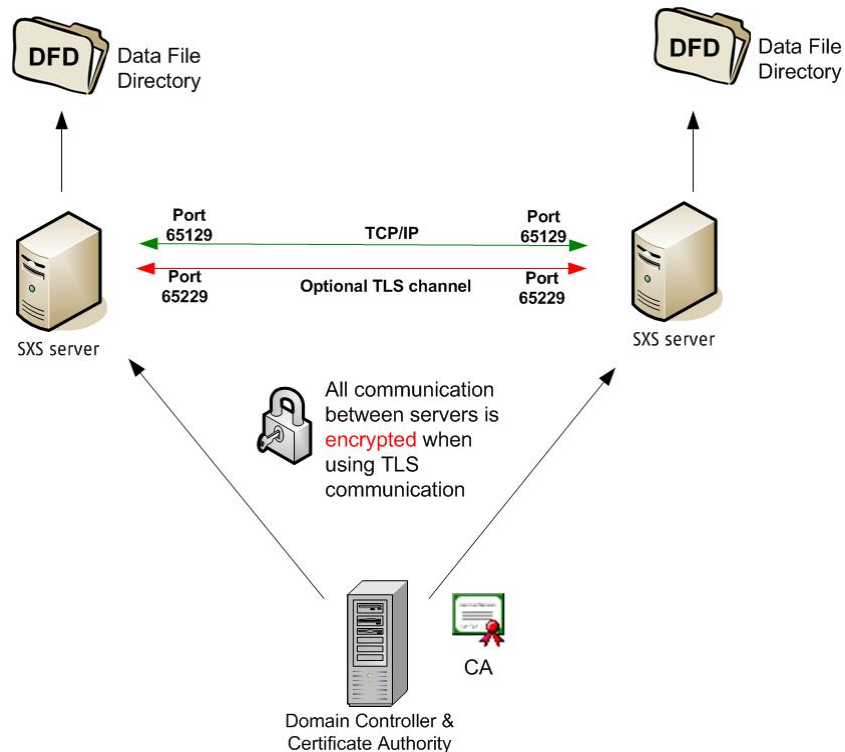 DFD
Data File
Directory
DFD
Data File
Directory
Port
65129
TCP/IP
Port
65129
Port
65229
Optional TLS channel
Port
65229
SXS server
SXS server
All communication
between servers is
encrypted when
using TLS
communication
CA
Domain Controller &
Certificate Authority